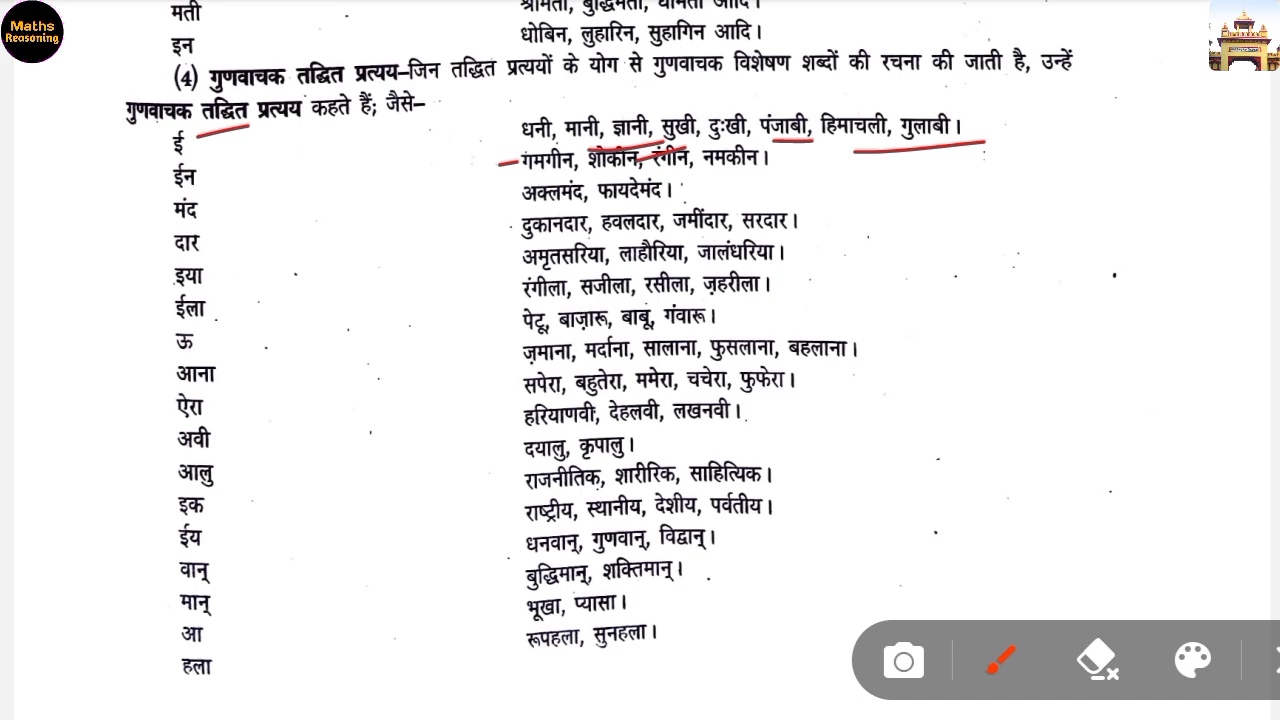 Maths
Reasoning
मती श्रीमती, बुद्धिमती, धीमती आदि।
इन धोबिन, लुहारिन, सुहागिन आदि।
(4) गुणवाचक तद्धित प्रत्यय–जिन तद्धित प्रत्ययों के योग से गुणवाचक विशेषण शब्दों की रचना की जाती है, उन्हें
गुणवाचक तद्धित प्रत्यय कहते हैं; जैसे–
ई धनी, मानी, ज्ञानी, सुखी, दुःखी, पंजाबी, हिमाचली, गुलाबी।
ईन गमगीन, शोकीन, रंगीन, नमकीन।
मंद अक्लमंद, फायदेमंद।
दार दुकानदार, हवलदार, जमींदार, सरदार।
इया अमृतसरिया, लाहौरिया, जालंधरिया।
ईला रंगीला, सजीला, रसीला, ज़हरीला।
ऊ पेटू, बाज़ारू, बाबू, गंवारू।
आना ज़माना, मर्दाना, सालाना, फुसलाना, बहलाना।
ऐरा सपेरा, बहुतेरा, ममेरा, चचेरा, फुफेरा।
अवी हरियाणवी, देहलवी, लखनवी।
आलु दयालु, कृपालु।
इक राजनीतिक, शारीरिक, साहित्यिक।
ईय राष्ट्रीय, स्थानीय, देशीय, पर्वतीय।
वान् धनवान्, गुणवान्, विद्वान्।
मान् बुद्धिमान्, शक्तिमान्।
आ भूखा, प्यासा।
हला रूपहला, सुनहला।